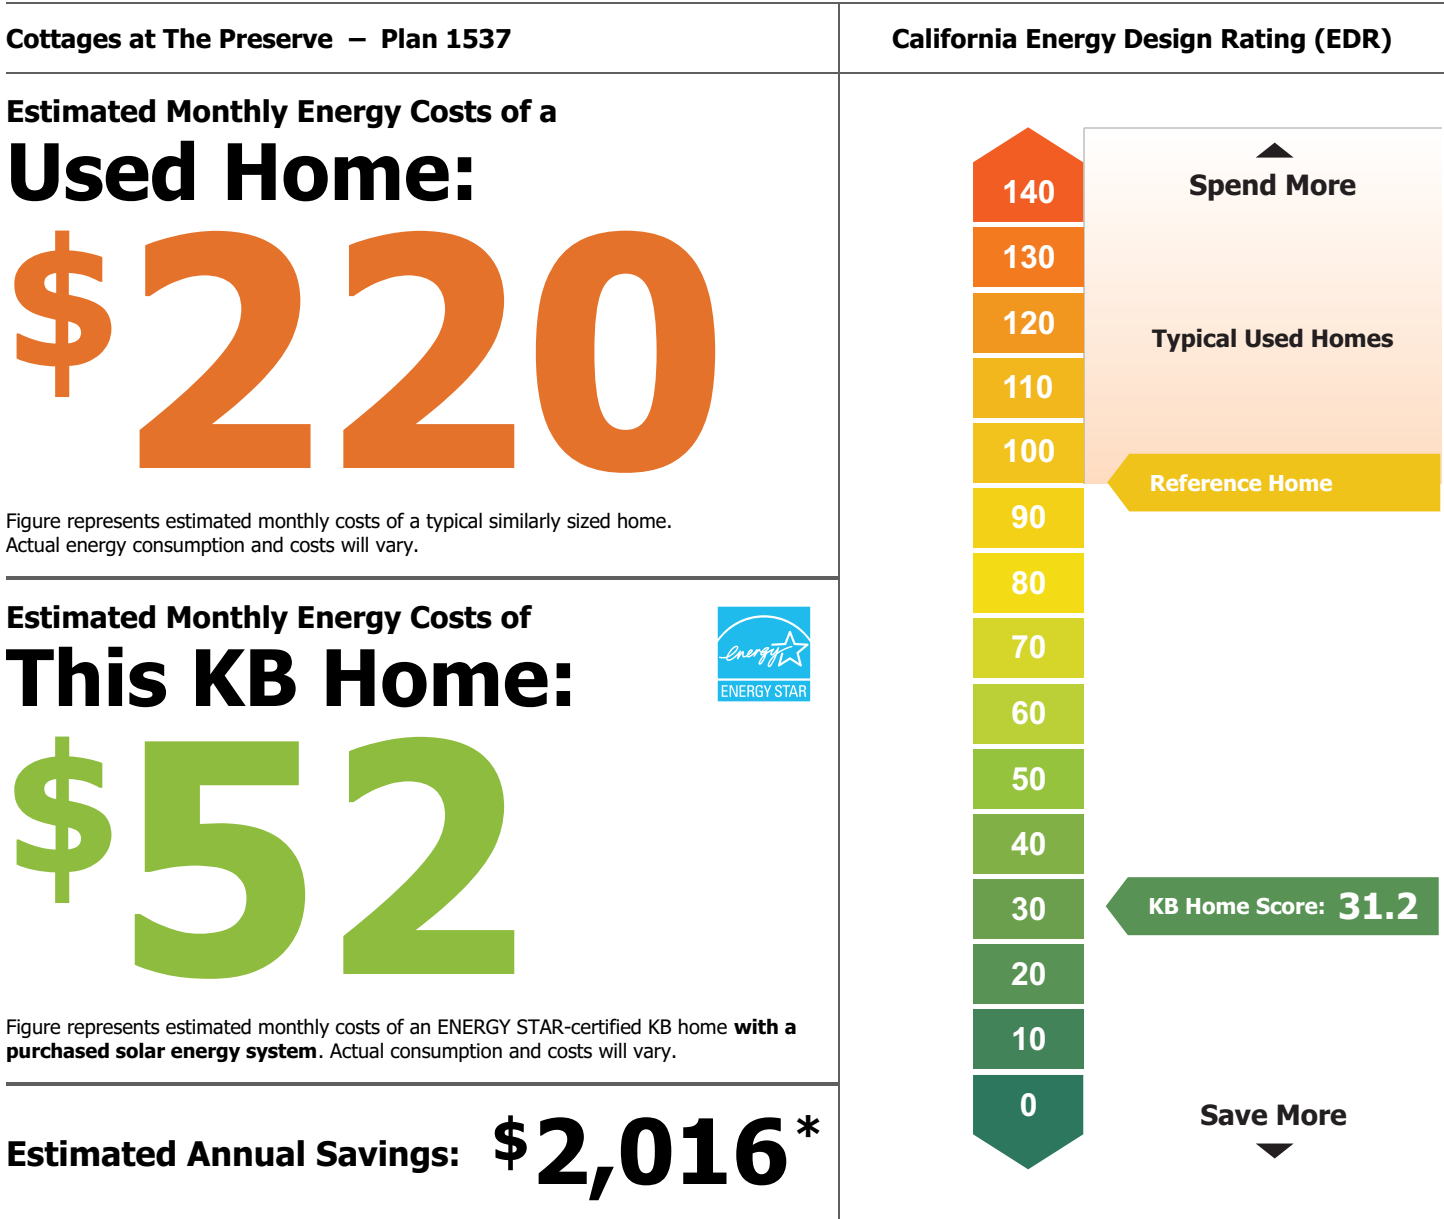 Cottages at The Preserve – Plan 1537
Estimated Monthly Energy Costs of a
Used Home:
$220
Figure represents estimated monthly costs of a typical similarly sized home.
Actual energy consumption and costs will vary.
Estimated Monthly Energy Costs of
This KB Home:
energy
ENERGY STAR
$52
Figure represents estimated monthly costs of an ENERGY STAR-certified KB home with a
purchased solar energy system. Actual consumption and costs will vary.
Estimated Annual Savings: $2,016*
California Energy Design Rating (EDR)
140
Spend More
130
120
Typical Used Homes
110
100
Reference Home
90
80
70
60
50
40
30
KB Home Score: 31.2
20
10
0
Save More